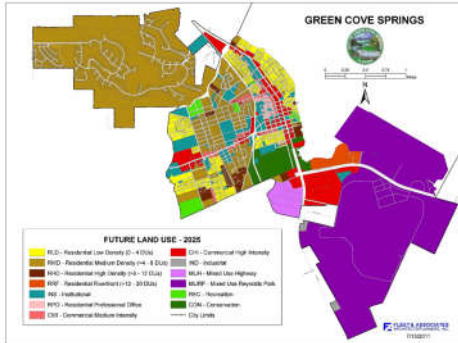 GREEN COVE SPRINGS
N
FUTURE LAND USE - 2025
RLD - Residential Low Density (0 - 4 DUs)
RMD - Residential Medium Density (>4 - 8 DUs)
RHD - Residential High Density (>8 - 12 DUs)
RRF - Residential Riverfront (>12 - 20 DUs)
INS - Institutional
RPO - Residential Professional Office
CMI - Commercial Medium Intensity
CHI - Commercial High Intensity
IND - Industrial
MUH - Mixed Use Highway
MURP - Mixed Use Reynolds Park
REC - Recreation
CON - Conservation
City Limits
& ASSOCIATES